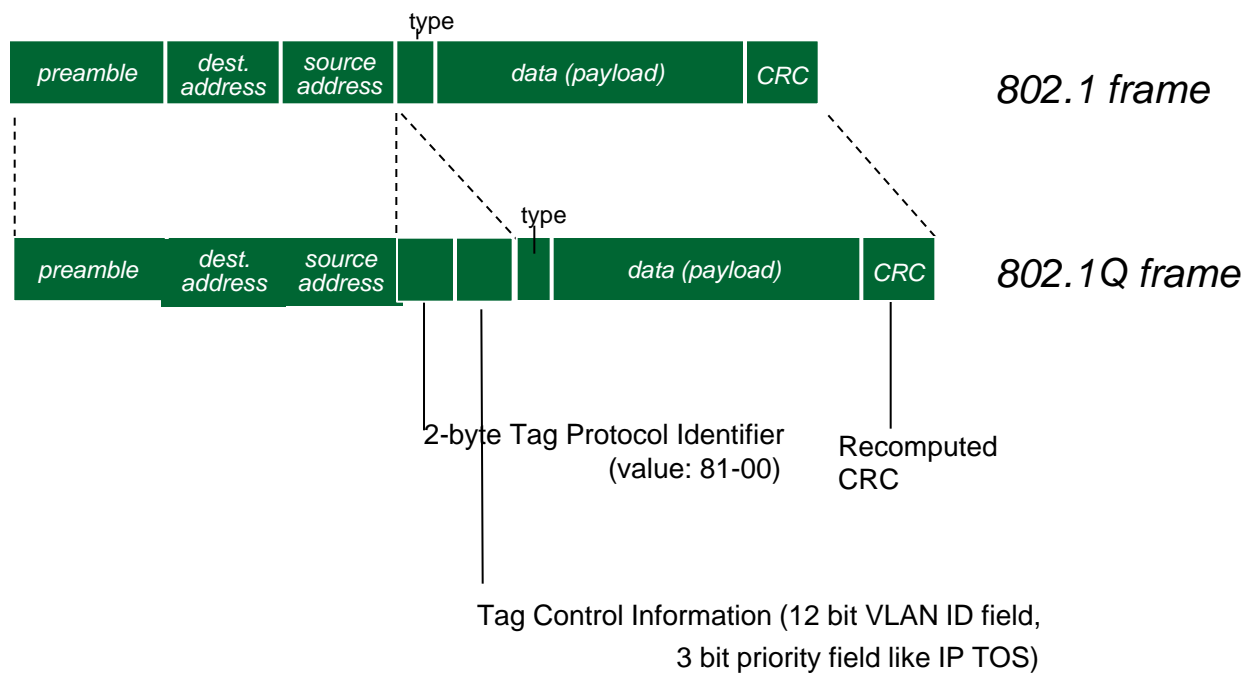 type
preamble
dest.
address
source
address
data (payload)
CRC
802.1 frame
type
preamble
dest.
address
source
address
data (payload)
CRC
802.1Q frame
2-byte Tag Protocol Identifier
(value: 81-00)
Recomputed
CRC
Tag Control Information (12 bit VLAN ID field,
3 bit priority field like IP TOS)